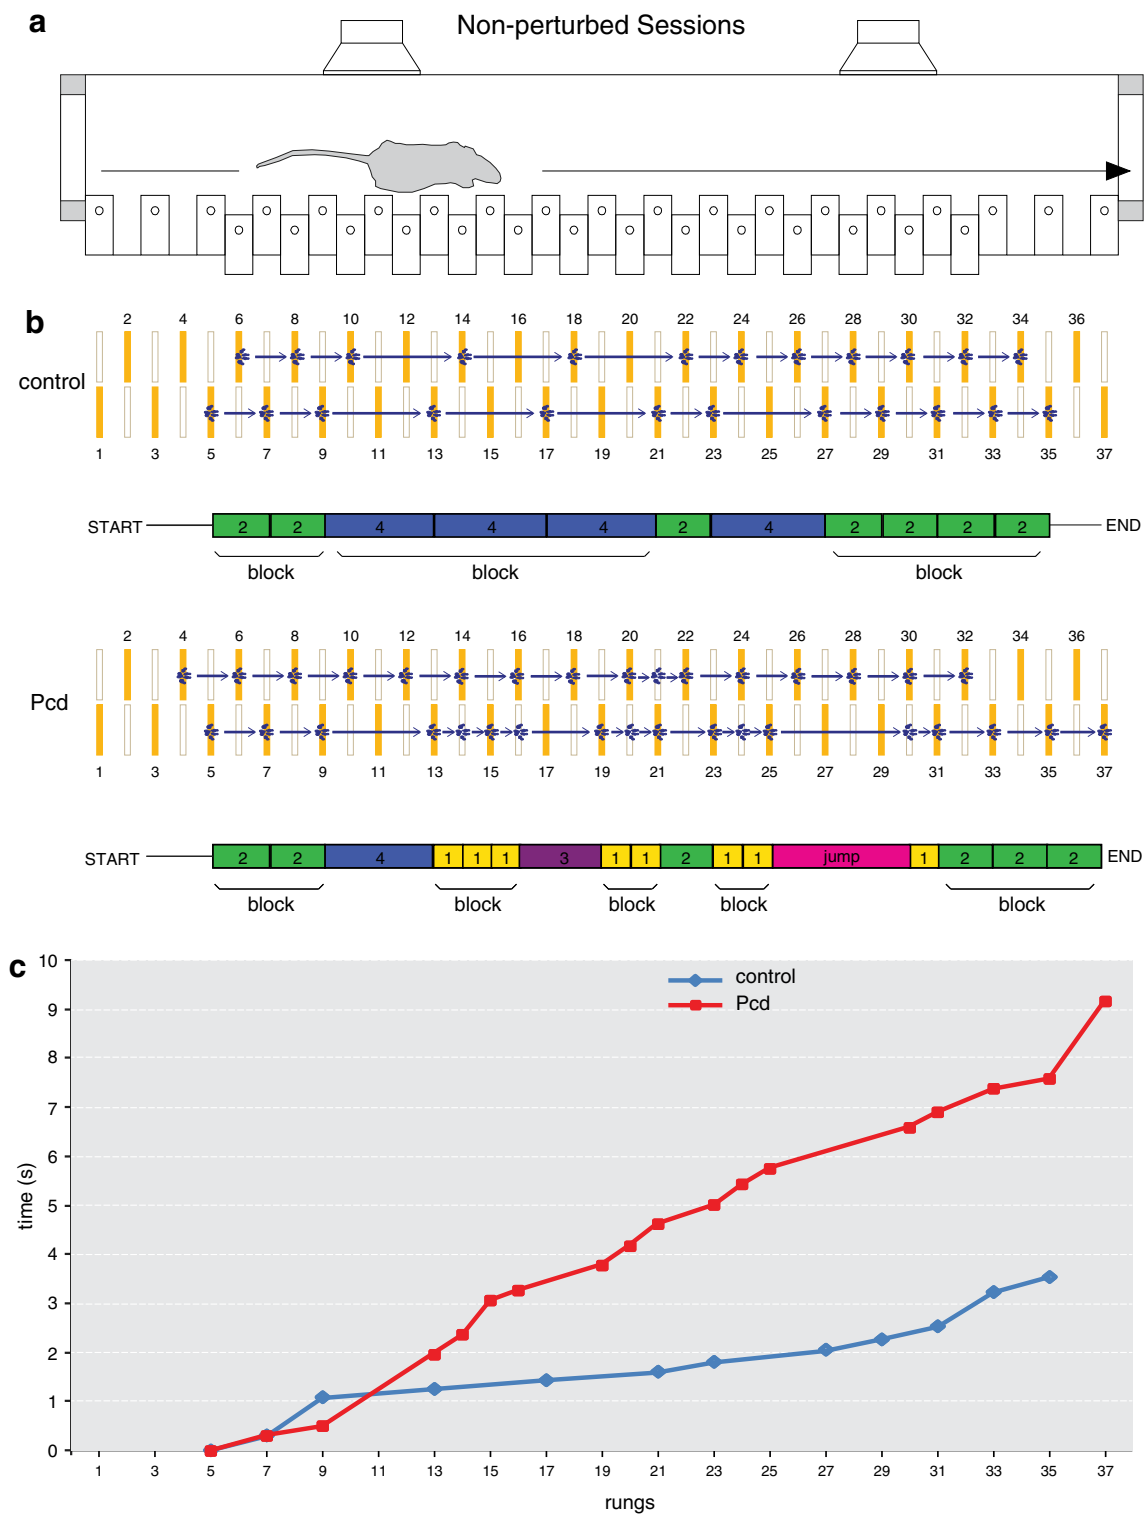 a Non-perturbed Sessions
b
2 4 6 8 10 12 14 16 18 20 22 24 26 28 30 32 34 36
control
1 3 5 7 9 11 13 15 17 19 21 23 25 27 29 31 33 35 37
START 2 2 4 4 4 2 4 2 2 2 2 END
block block block
2 4 6 8 10 12 14 16 18 20 22 24 26 28 30 32 34 36
Pcd
1 3 5 7 9 11 13 15 17 19 21 23 25 27 29 31 33 35 37
START 2 2 4 1 1 1 3 1 1 2 1 1 jump 1 2 2 2 END
block block block block block
c
10
control
Pcd
9
8
7
6
5
4
3
2
1
0
time (s)
1 3 5 7 9 11 13 15 17 19 21 23 25 27 29 31 33 35 37
rungs